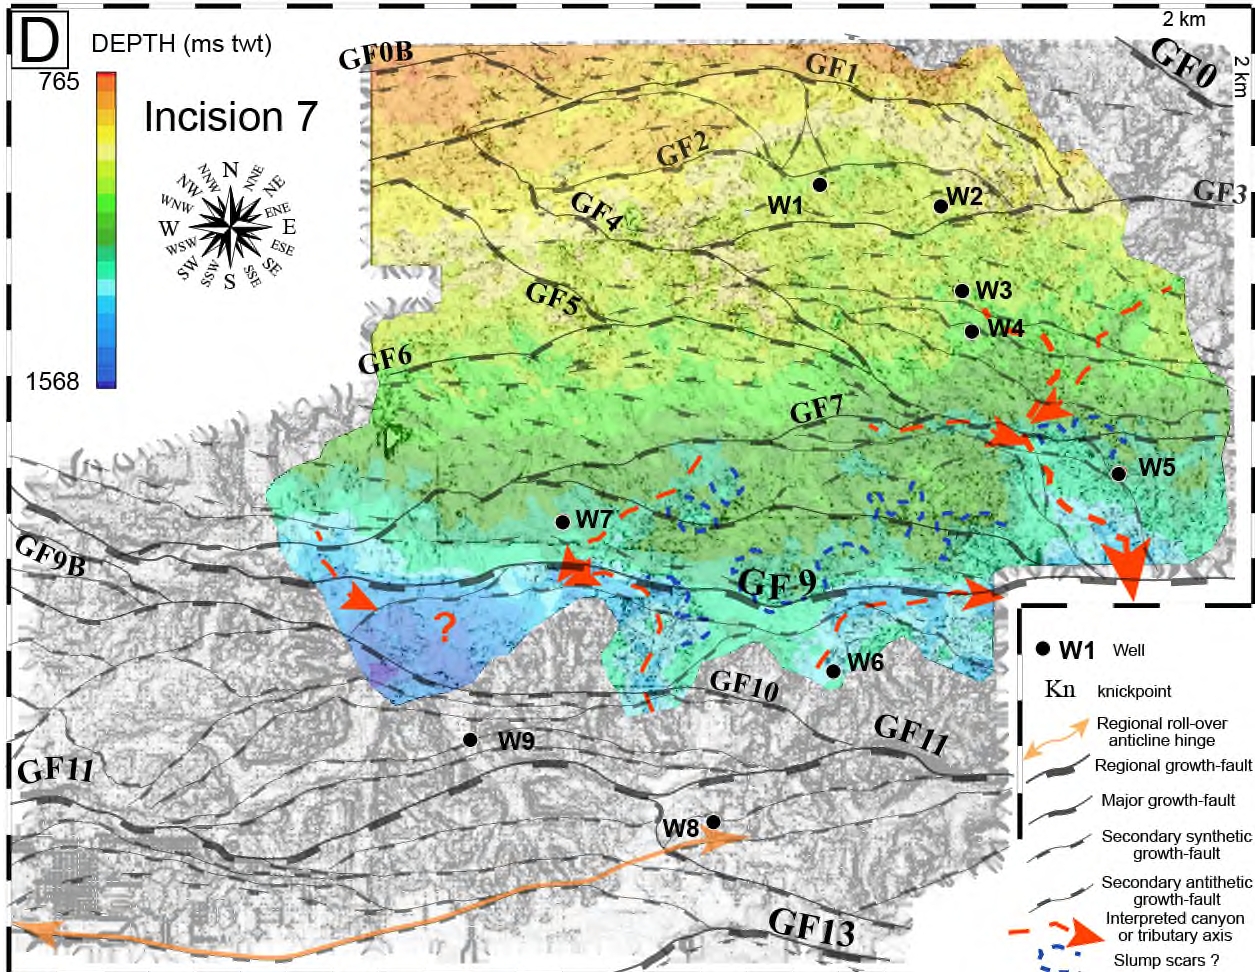 D
DEPTH (ms twt)
765
1568
Incision 7
N
NNE
NE
ENE
E
ESE
SE
SSE
S
SSW
SW
WSW
W
WNW
NW
NNW
2 km
2 km
GF0B
GF1
GF0
GF2
GF3
W1
W2
GF4
GF5
W3
W4
GF6
GF7
W5
W7
GF9B
GF 9
?
W6
GF10
W9
GF11
GF11
W8
GF13
W1 Well
Kn knickpoint
Regional roll-over
anticline hinge
Regional growth-fault
Major growth-fault
Secondary synthetic
growth-fault
Secondary antithetic
growth-fault
Interpreted canyon
or tributary axis
Slump scars ?